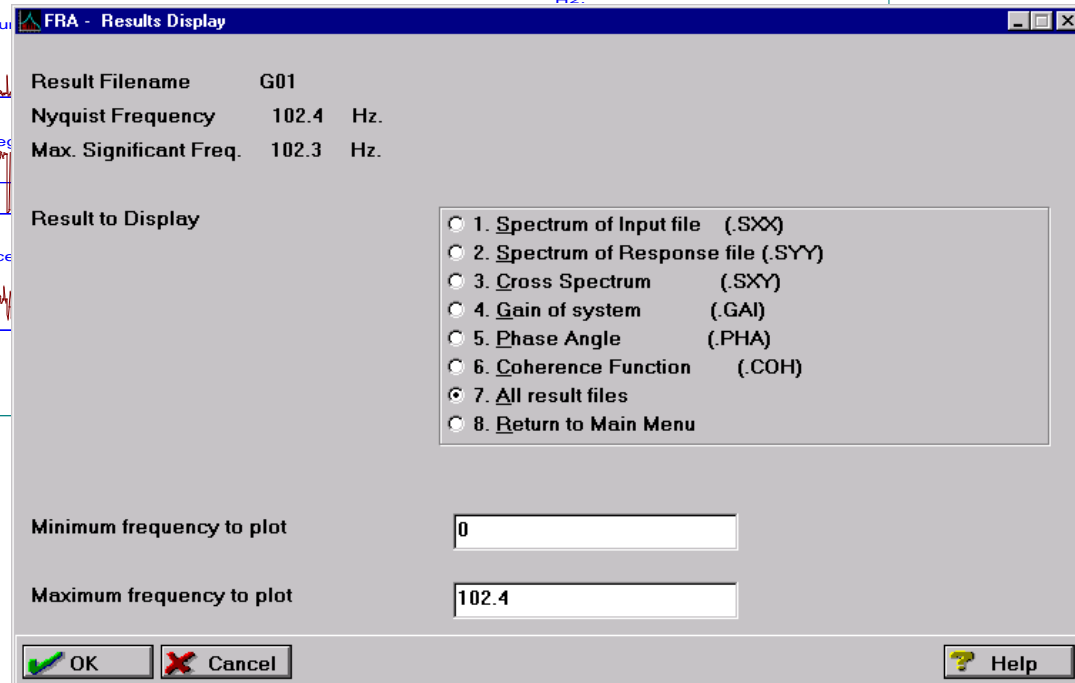 Hz.
FRA - Results Display
Result Filename G01
Nyquist Frequency 102.4 Hz.
Max. Significant Freq. 102.3 Hz.
Result to Display
1. Spectrum of Input file (.SXX)
2. Spectrum of Response file (.SYY)
3. Cross Spectrum (.SXY)
4. Gain of system (.GAI)
5. Phase Angle (.PHA)
6. Coherence Function (.COH)
7. All result files
8. Return to Main Menu
Minimum frequency to plot 0
Maximum frequency to plot 102.4
OK Cancel Help